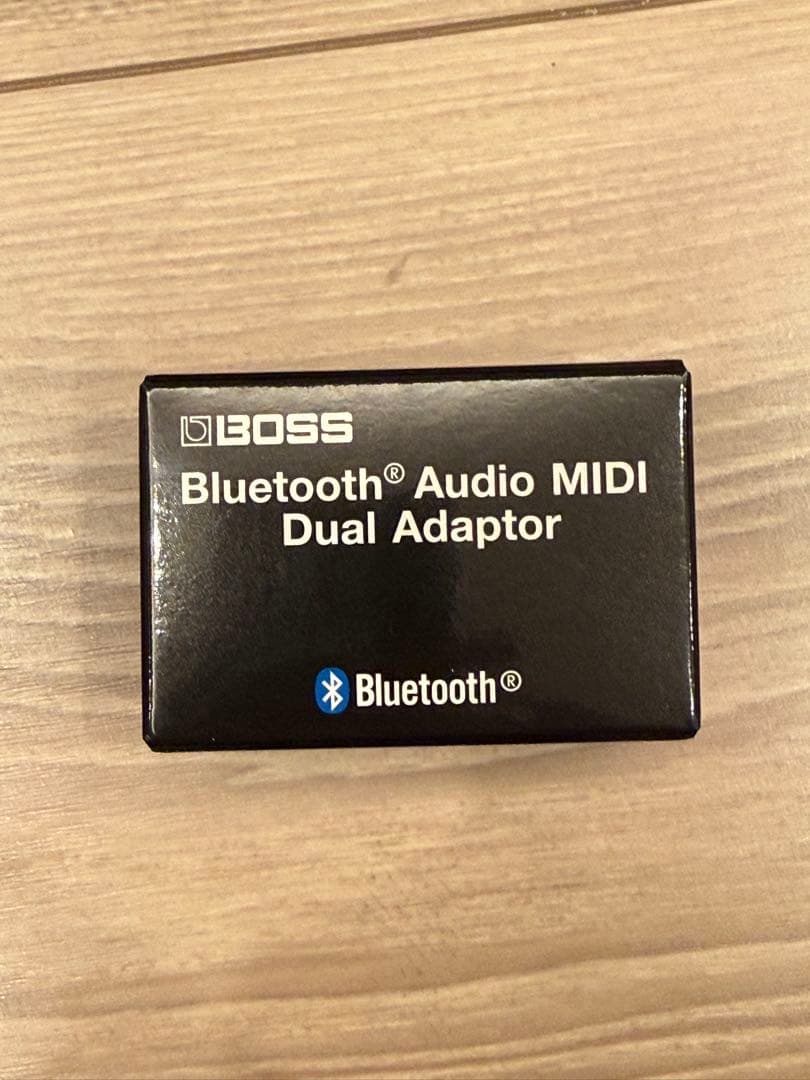 BOSS
Bluetooth® Audio MIDI
Dual Adaptor
Bluetooth®